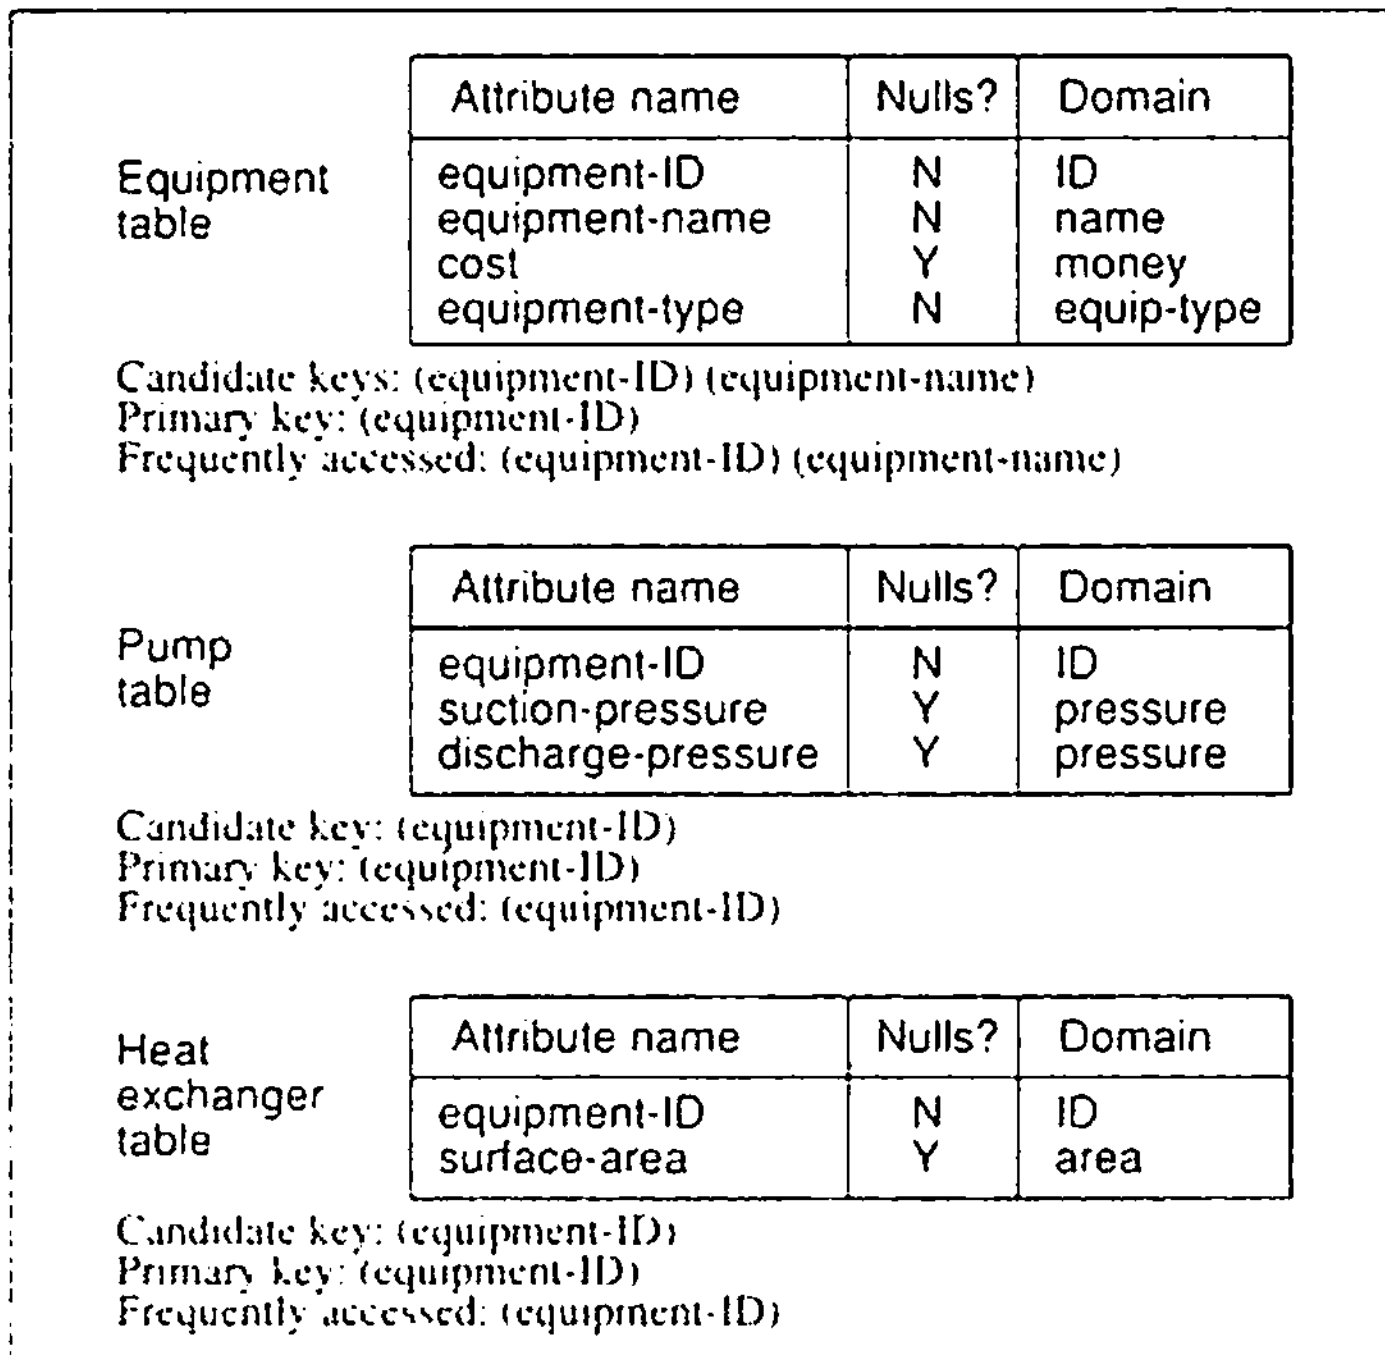 Attribute name Nulls? Domain
Equipment table
equipment-ID N ID
equipment-name N name
cost Y money
equipment-type N equip-type
Candidate keys: (equipment-ID) (equipment-name)
Primary key: (equipment-ID)
Frequently accessed: (equipment-ID) (equipment-name)
Attribute name Nulls? Domain
Pump table
equipment-ID N ID
suction-pressure Y pressure
discharge-pressure Y pressure
Candidate key: (equipment-ID)
Primary key: (equipment-ID)
Frequently accessed: (equipment-ID)
Attribute name Nulls? Domain
Heat exchanger table
equipment-ID N ID
surface-area Y area
Candidate key: (equipment-ID)
Primary key: (equipment-ID)
Frequently accessed: (equipment-ID)